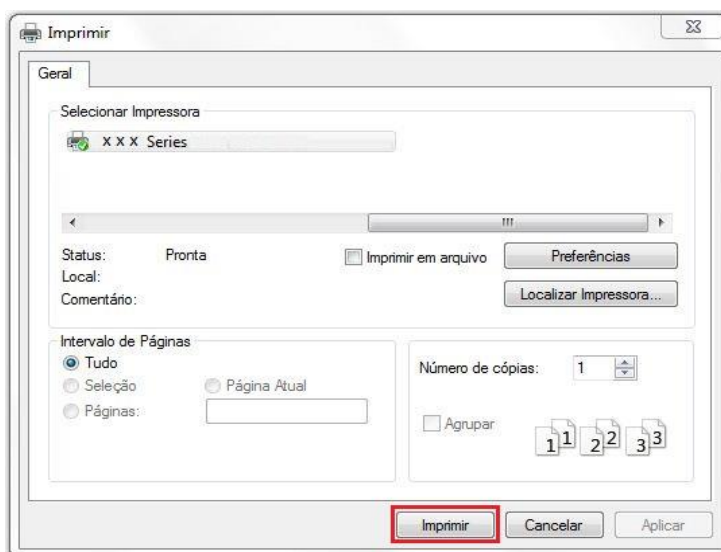 Imprimir
Geral
Selecionar Impressora
x x x Series
Status: Pronta
Imprimir em arquivo
Preferências
Local:
Comentário:
Localizar Impressora...
Intervalo de Páginas
Tudo
Seleção Página Atual
Páginas:
Número de cópias: 1
Agrupar
1 1 2 2 3 3
Imprimir Cancelar Aplicar